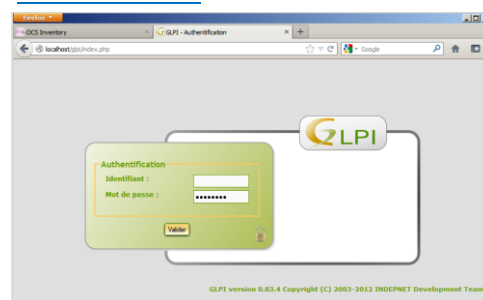 Firefox
OCS Inventory
GLPI - Authentification
localhost/glpi/index.php
Google
GLPI
Authentification
Identifiant :
Mot de passe :
Valider
GLPI version 0.83.4 Copyright (C) 2003-2012 INDEPNET Development Team